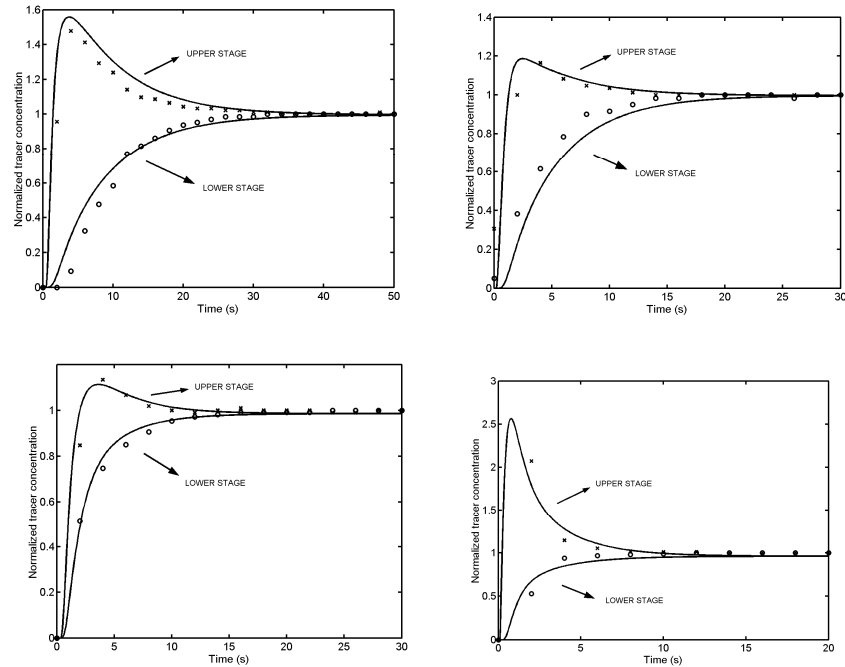 1.6
1.4
1.2
1
0.8
0.6
0.4
0.2
0
0 10 20 30 40 50
Normalized tracer concentration
Time (s)
UPPER STAGE
LOWER STAGE
1.4
1.2
1
0.8
0.6
0.4
0.2
0
0 5 10 15 20 25 30
Normalized tracer concentration
Time (s)
UPPER STAGE
LOWER STAGE
1
0.8
0.6
0.4
0.2
0
0 5 10 15 20 25 30
Normalized tracer concentration
Time (s)
UPPER STAGE
LOWER STAGE
3
2.5
2
1.5
1
0.5
0
0 5 10 15 20
Normalized tracer concentration
Time (s)
UPPER STAGE
LOWER STAGE